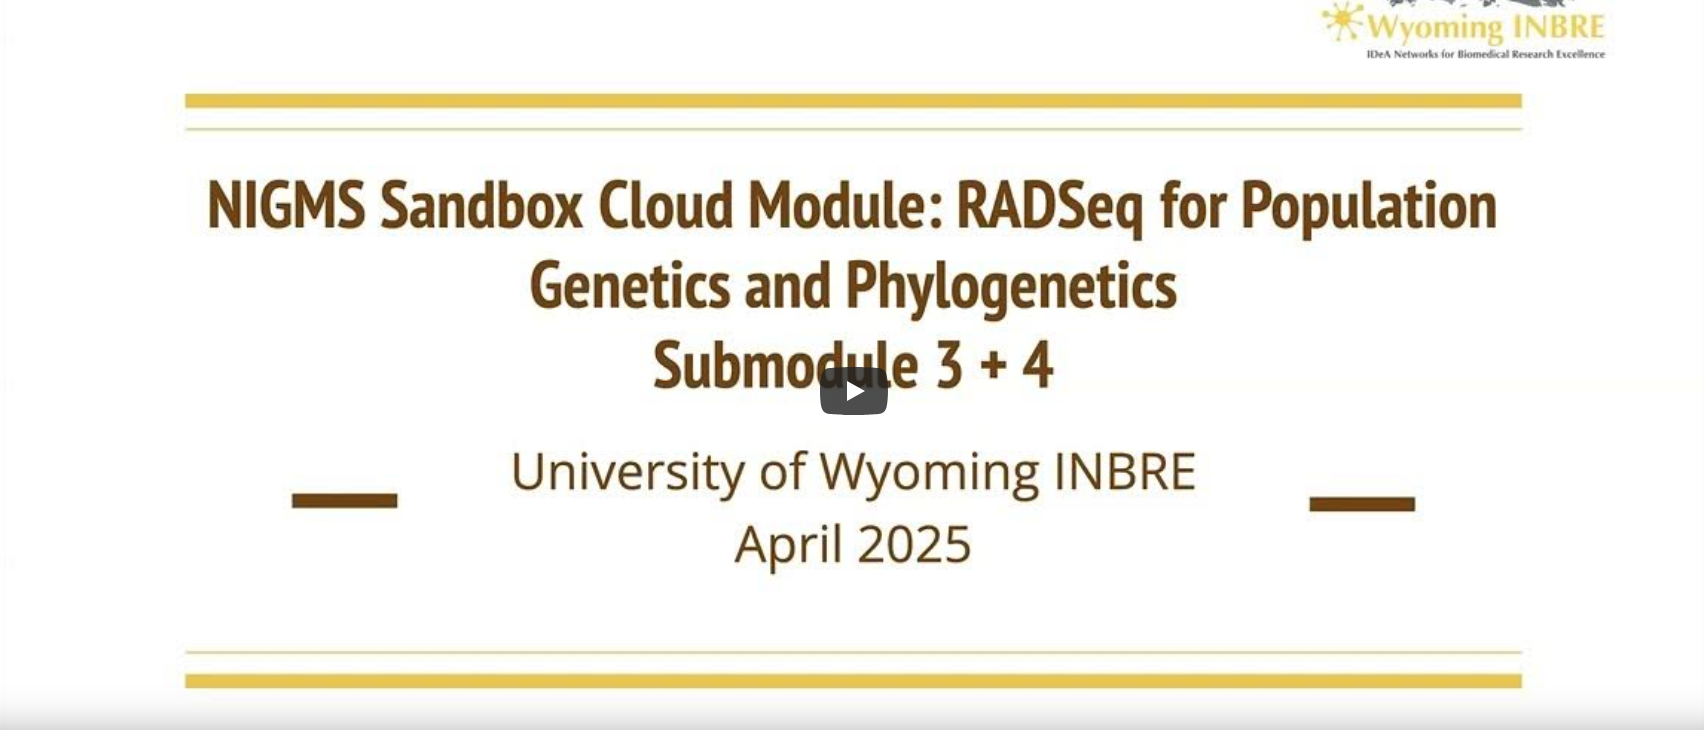 Wyoming INBRE
IDeA Networks for Biomedical Research Excellence
NIGMS Sandbox Cloud Module: RADSeq for Population
Genetics and Phylogenetics
Submodule 3 + 4
University of Wyoming INBRE
April 2025